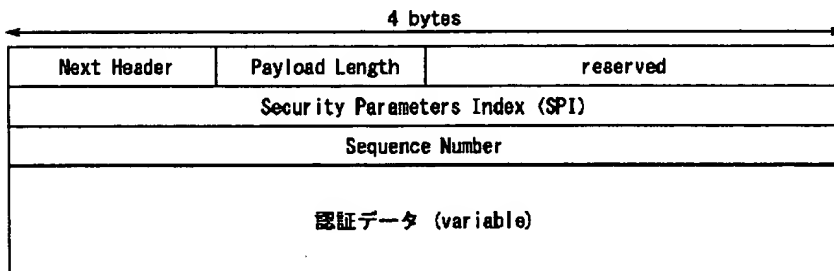 4 bytes
Next Header Payload Length reserved
Security Parameters Index (SPI)
Sequence Number
認証データ (variable)